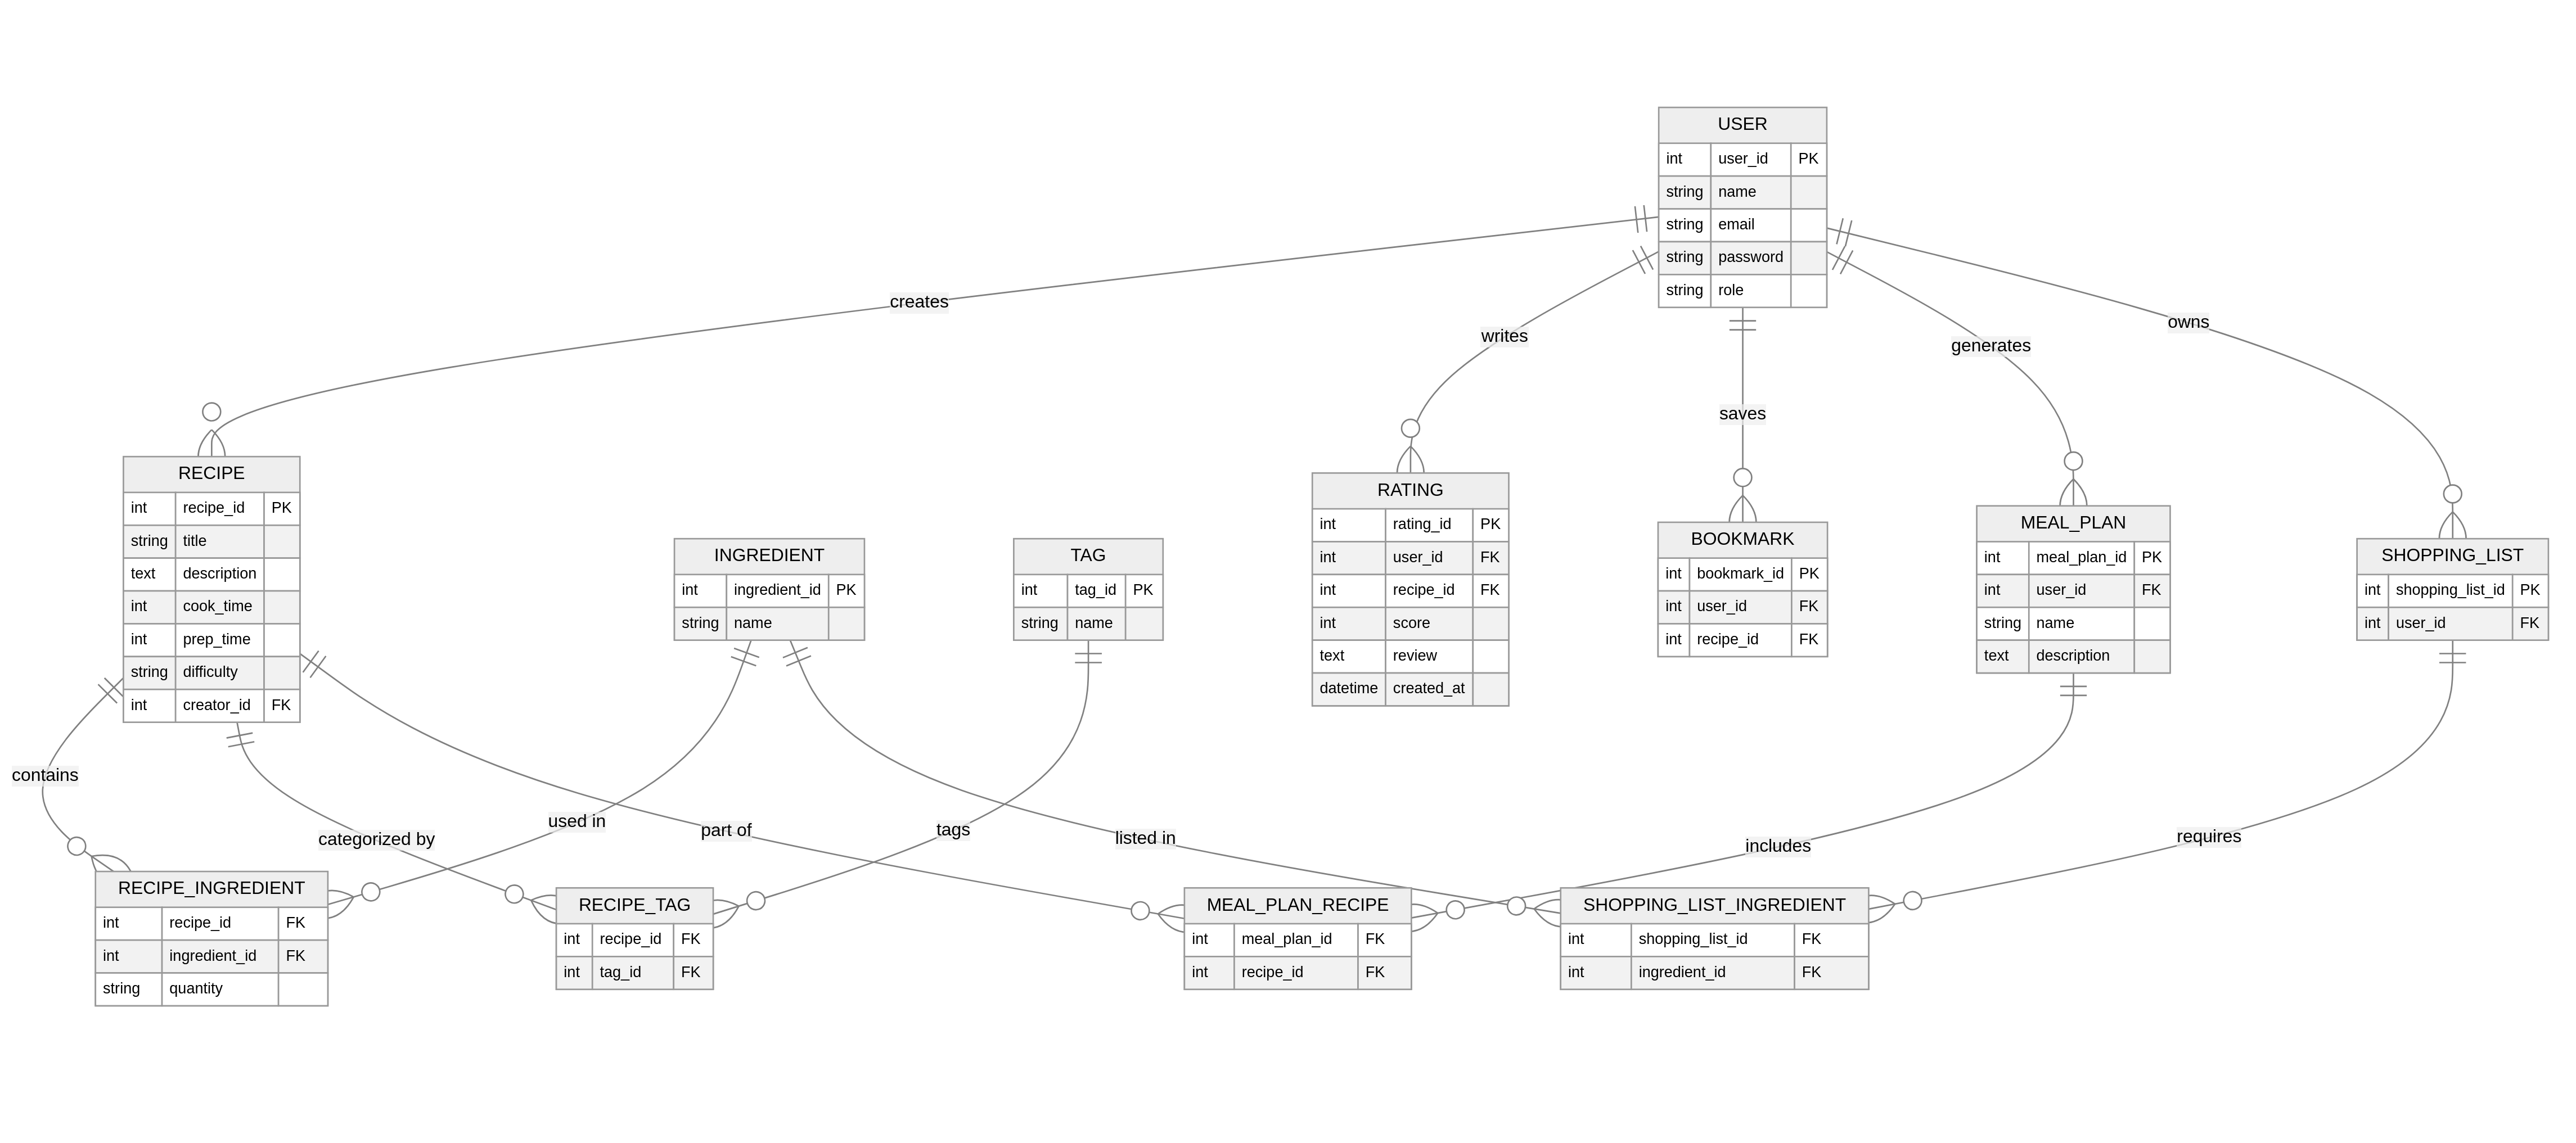 USER
int user_id PK
string name
string email
string password
string role
creates
writes
saves
generates
owns
RECIPE
int recipe_id PK
string title
text description
int cook_time
int prep_time
string difficulty
int creator_id FK
INGREDIENT
int ingredient_id PK
string name
TAG
int tag_id PK
string name
RATING
int rating_id PK
int user_id FK
int recipe_id FK
int score
text review
datetime created_at
BOOKMARK
int bookmark_id PK
int user_id FK
int recipe_id FK
MEAL_PLAN
int meal_plan_id PK
int user_id FK
string name
text description
SHOPPING_LIST
int shopping_list_id PK
int user_id FK
contains
categorized by
used in
part of
tags
listed in
includes
requires
RECIPE_INGREDIENT
int recipe_id FK
int ingredient_id FK
string quantity
RECIPE_TAG
int recipe_id FK
int tag_id FK
MEAL_PLAN_RECIPE
int meal_plan_id FK
int recipe_id FK
SHOPPING_LIST_INGREDIENT
int shopping_list_id FK
int ingredient_id FK